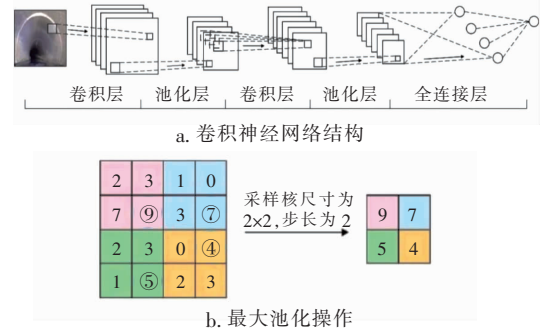 卷积层 池化层 卷积层 池化层 全连接层
a. 卷积神经网络结构
2 3 1 0
7 ⑨ 3 ⑦
2 3 0 ④
1 ⑤ 2 3
采样核尺寸为
2×2,步长为 2
9 7
5 4
b. 最大池化操作